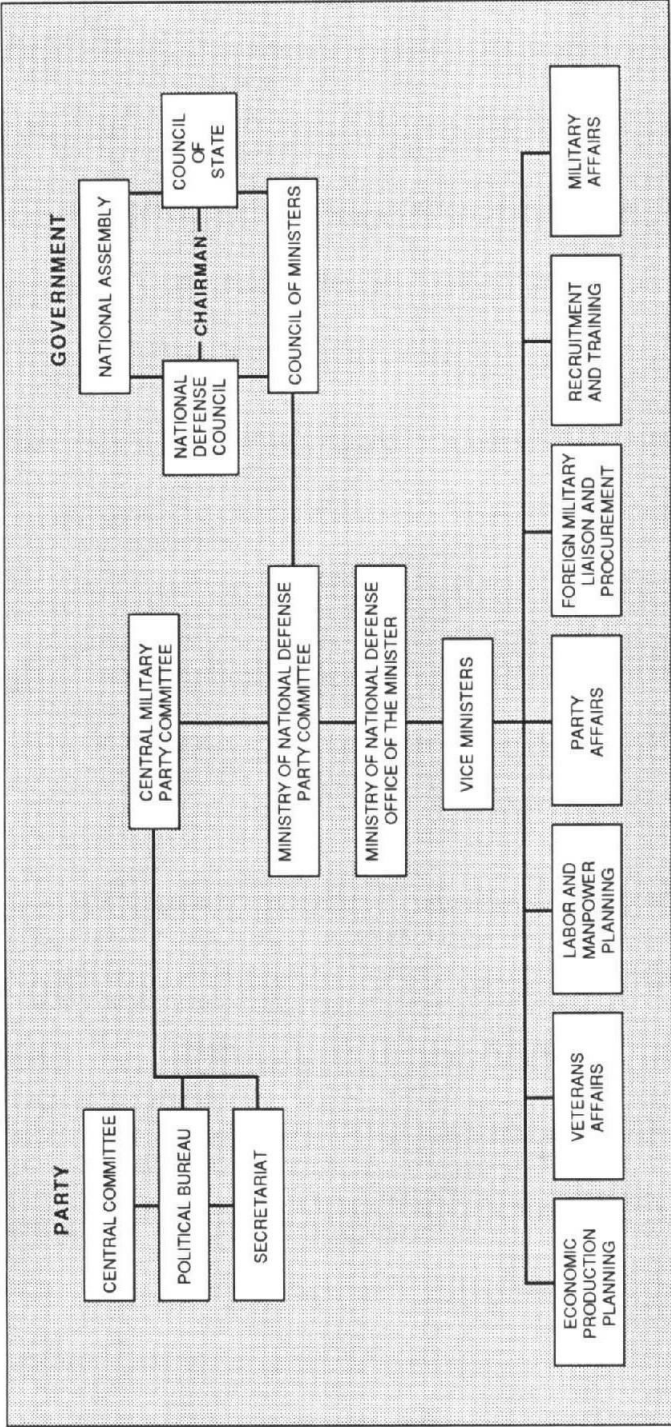 PARTY
CENTRAL COMMITTEE
POLITICAL BUREAU
SECRETARIAT
CENTRAL MILITARY
PARTY COMMITTEE
GOVERNMENT
NATIONAL ASSEMBLY
NATIONAL
DEFENSE
COUNCIL
CHAIRMAN
COUNCIL
OF
STATE
COUNCIL OF MINISTERS
MINISTRY OF NATIONAL DEFENSE
PARTY COMMITTEE
MINISTRY OF NATIONAL DEFENSE
OFFICE OF THE MINISTER
VICE MINISTERS
ECONOMIC
PRODUCTION
PLANNING
VETERANS
AFFAIRS
LABOR AND
MANPOWER
PLANNING
PARTY
AFFAIRS
FOREIGN MILITARY
LIAISON AND
PROCUREMENT
RECRUITMENT
AND TRAINING
MILITARY
AFFAIRS